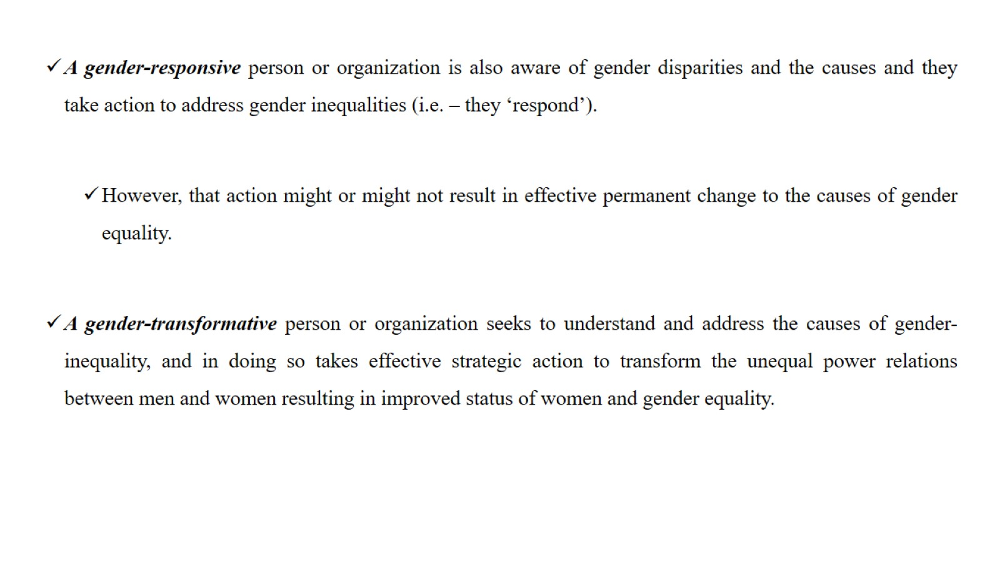 ✓ A gender-responsive person or organization is also aware of gender disparities and the causes and they
take action to address gender inequalities (i.e. – they ‘respond’).
✓ However, that action might or might not result in effective permanent change to the causes of gender
equality.
✓ A gender-transformative person or organization seeks to understand and address the causes of gender-
inequality, and in doing so takes effective strategic action to transform the unequal power relations
between men and women resulting in improved status of women and gender equality.